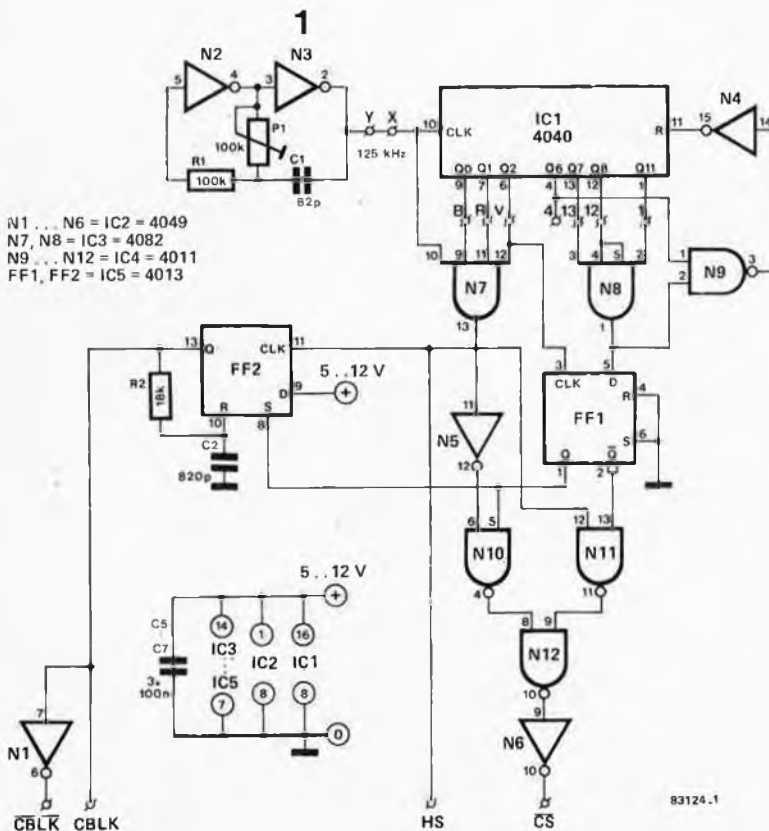 1
N2
N3
5
4
3
2
P1
100k
R1
100k
C1
82p
Y X
125 kHz
10
CLK
IC1
4040
R
11
15
N4
14
Q0 Q1 Q2 Q6 Q7 Q8 Q11
9 7 6 4 13 12 1
B R V 4 13 12 1
N1 ... N6 = IC2 = 4049
N7, N8 = IC3 = 4082
N9 ... N12 = IC4 = 4011
FF1, FF2 = IC5 = 4013
10 9 11 12
N7
13
3 4 5 2
N8
1
1
2
N9
3
13
Q
FF2
CLK
11
D
9
5 . . 12 V
+
R
S
10
8
R2
18k
C2
820p
3
5
CLK
D
R
4
FF1
S
6
Q
Q̅
1
2
11
N5
12
6
5
N10
4
12
13
N11
11
8
9
N12
10
9
N6
10
5 . . 12 V
+
C5
C7
3x
100n
14
IC3
IC5
7
1
IC2
8
16
IC1
8
0
7
N1
6
C̅B̅L̅K̅
CBLK
HS
C̅S̅
83124-1